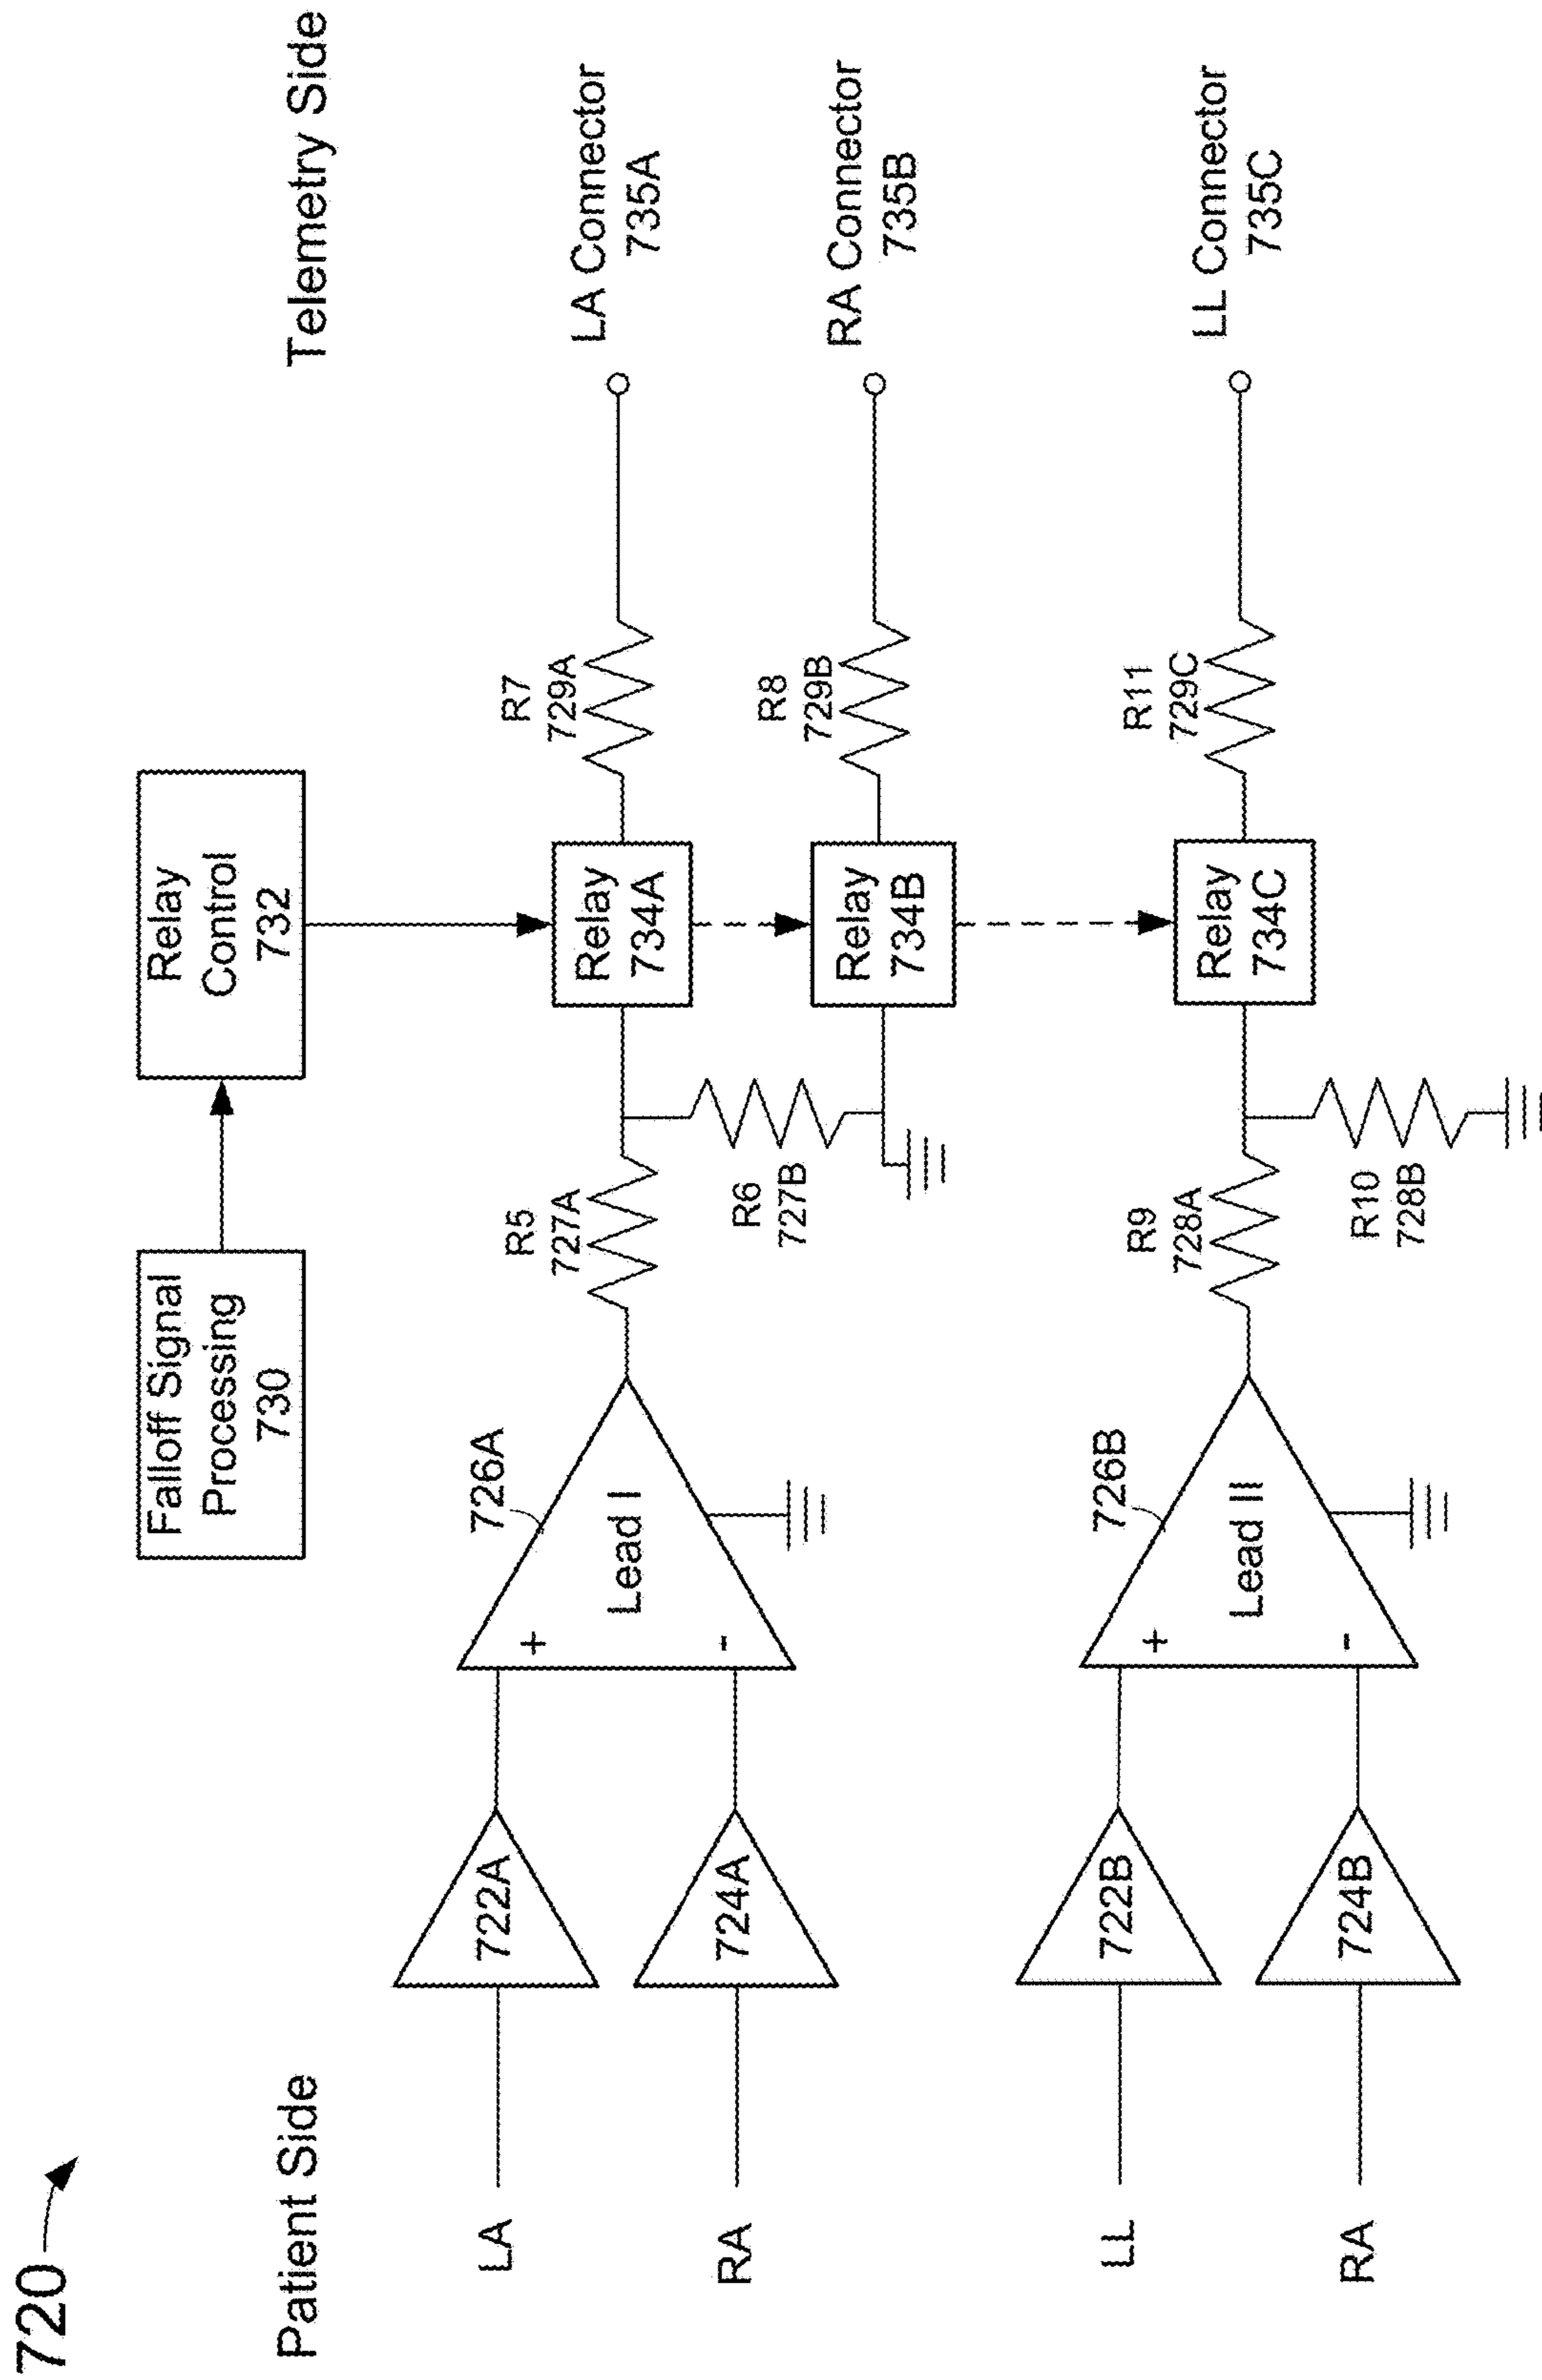 720
Patient Side
Telemetry Side
Falloff Signal
Processing
730
Relay
Control
732
LA
722A
RA
724A
+
-
Lead I
726A
R5
727A
R6
727B
Relay
734A
R7
729A
LA Connector
735A
Relay
734B
R8
729B
RA Connector
735B
LL
722B
RA
724B
+
-
Lead II
726B
R9
728A
R10
728B
Relay
734C
R11
729C
LL Connector
735C